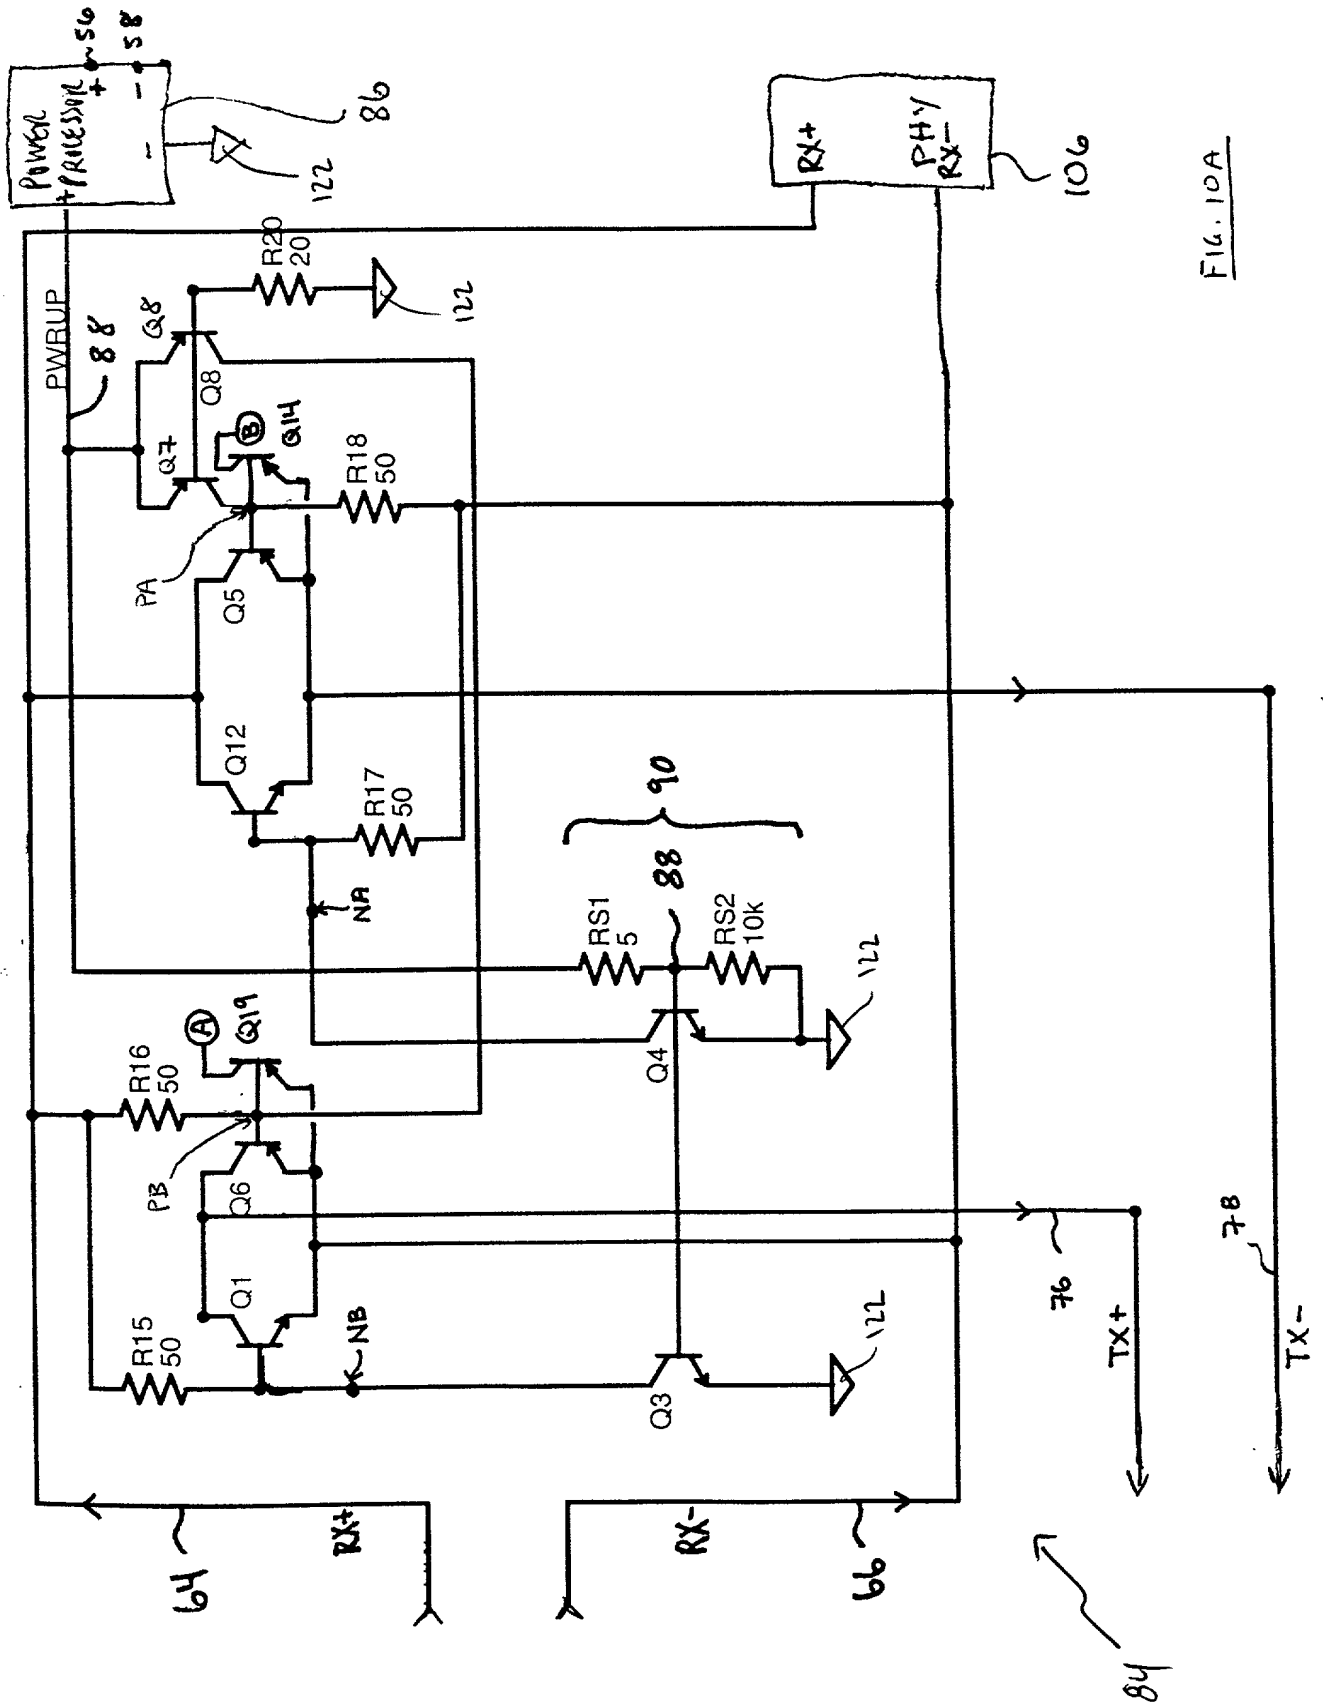 POWER
PROCESSOR
+
+
-
-
56
58
86
122
PWRUP
88
Q8
Q8
Q7
R20
20
122
B
Q14
PA
Q5
R18
50
RX+
PHY
RX-
106
Q12
R17
50
NA
90
88
RS1
5
RS2
10k
122
Q4
A
Q19
R16
50
PB
Q6
Q1
R15
50
NB
Q3
122
76
TX+
78
TX-
64
RX+
RX-
66
84
FIG. 10A